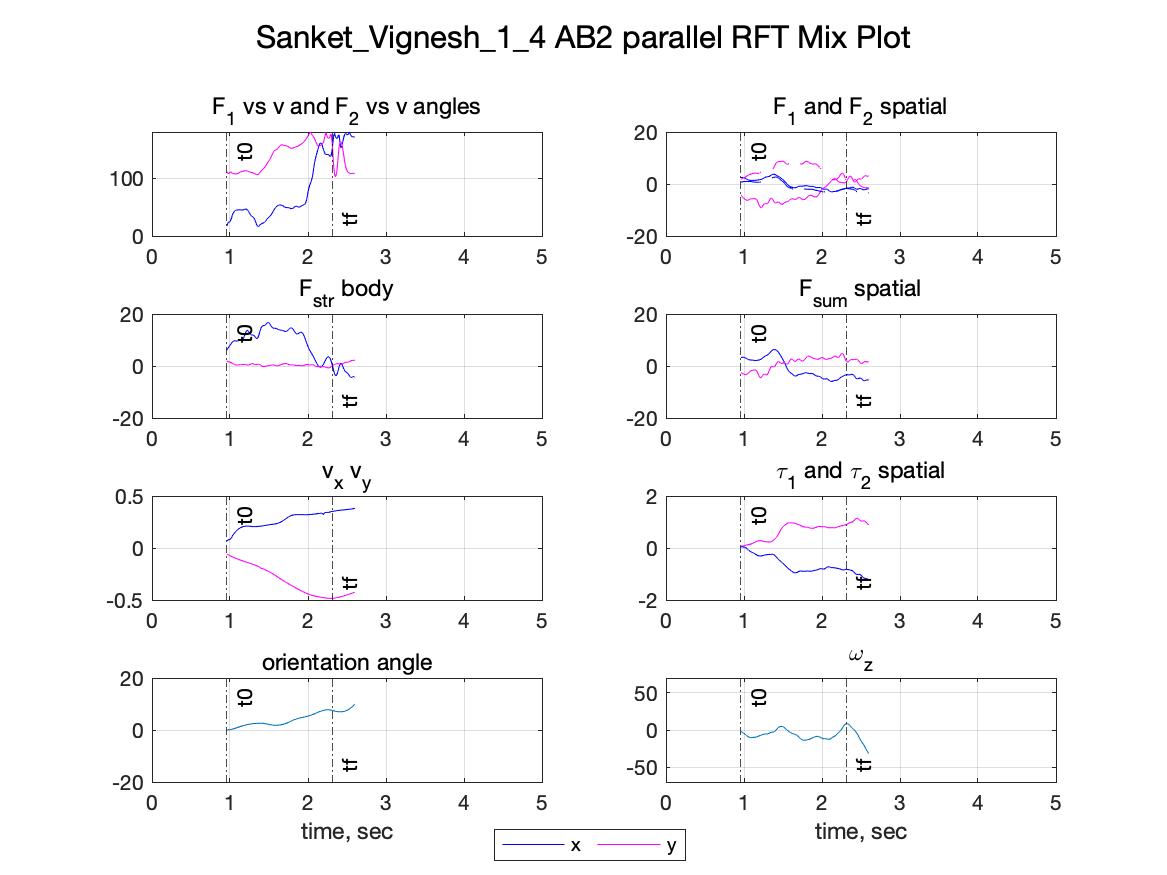 Sanket_Vignesh_1_4 AB2 parallel RFT Mix Plot
F1 vs v and F2 vs v angles
100
0
t0
tf
0 1 2 3 4 5
F1 and F2 spatial
20
0
-20
t0
tf
0 1 2 3 4 5
Fstr body
20
0
-20
t0
tf
0 1 2 3 4 5
Fsum spatial
20
0
-20
t0
tf
0 1 2 3 4 5
vx vy
0.5
0
-0.5
t0
tf
0 1 2 3 4 5
τ1 and τ2 spatial
2
0
-2
t0
tf
0 1 2 3 4 5
orientation angle
20
0
-20
t0
tf
0 1 2 3 4 5
time, sec
ωz
50
0
-50
t0
tf
0 1 2 3 4 5
time, sec
x y